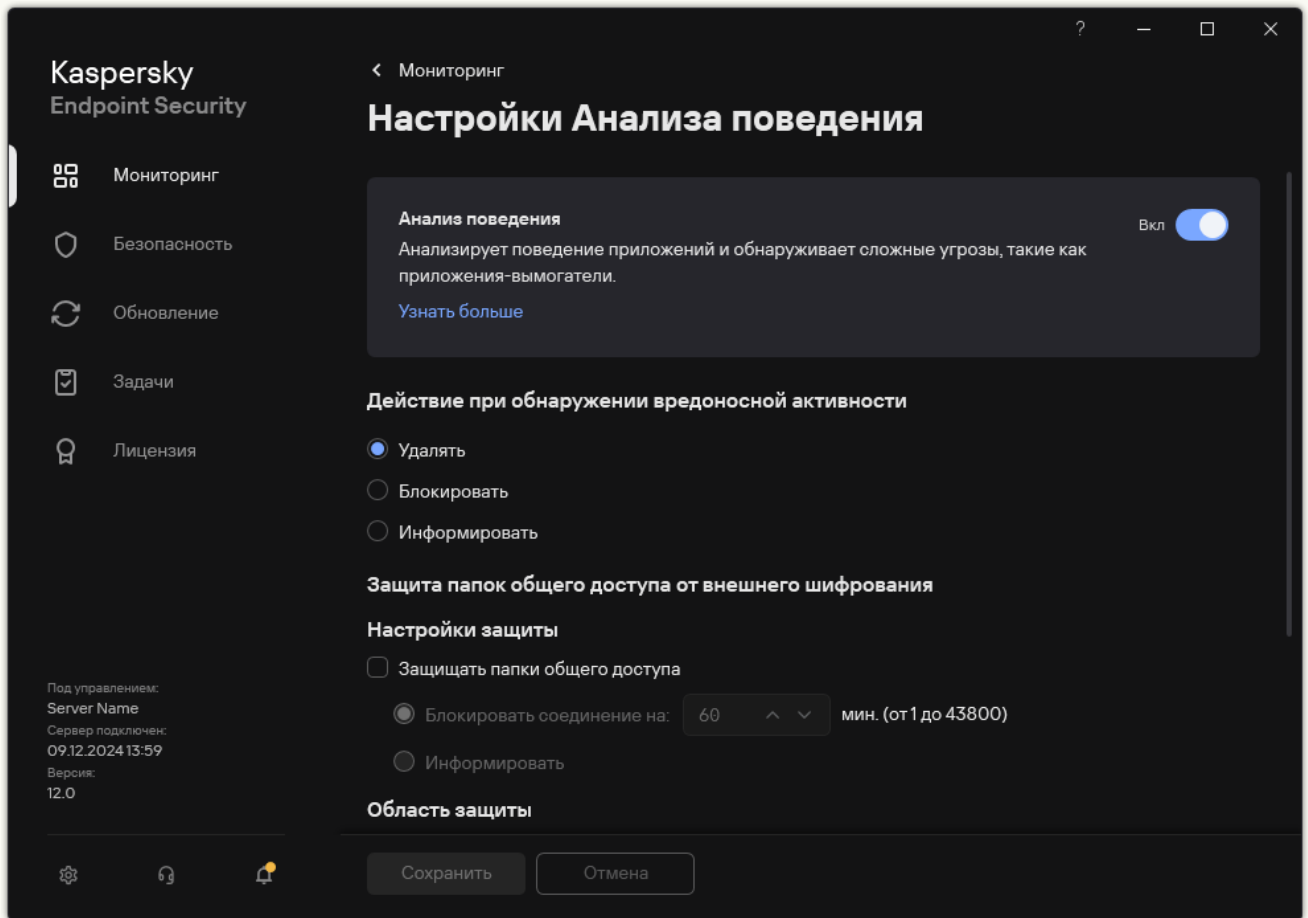 ?
Kaspersky
Endpoint Security
Мониторинг
Безопасность
Обновление
Задачи
Лицензия
Под управлением:
Server Name
Сервер подключен:
09.12.2024 13:59
Версия:
12.0
Мониторинг
Настройки Анализа поведения
Анализ поведения
Вкл
Анализирует поведение приложений и обнаруживает сложные угрозы, такие как
приложения-вымогатели.
Узнать больше
Действие при обнаружении вредоносной активности
Удалять
Блокировать
Информировать
Защита папок общего доступа от внешнего шифрования
Настройки защиты
Защищать папки общего доступа
Блокировать соединение на: 60 мин. (от 1 до 43800)
Информировать
Область защиты
Сохранить
Отмена